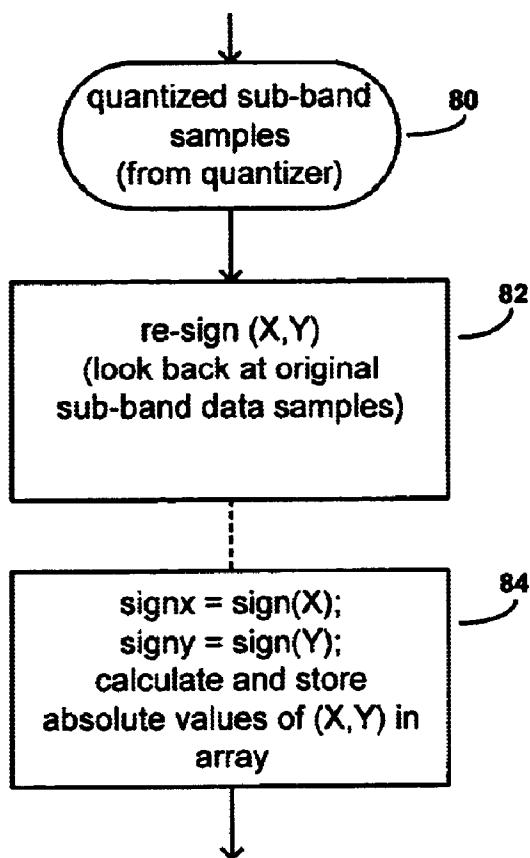 quantized sub-band
samples
(from quantizer)
80
82
re-sign (X,Y)
(look back at original
sub-band data samples)
84
signx = sign(X);
signy = sign(Y);
calculate and store
absolute values of (X,Y) in
array